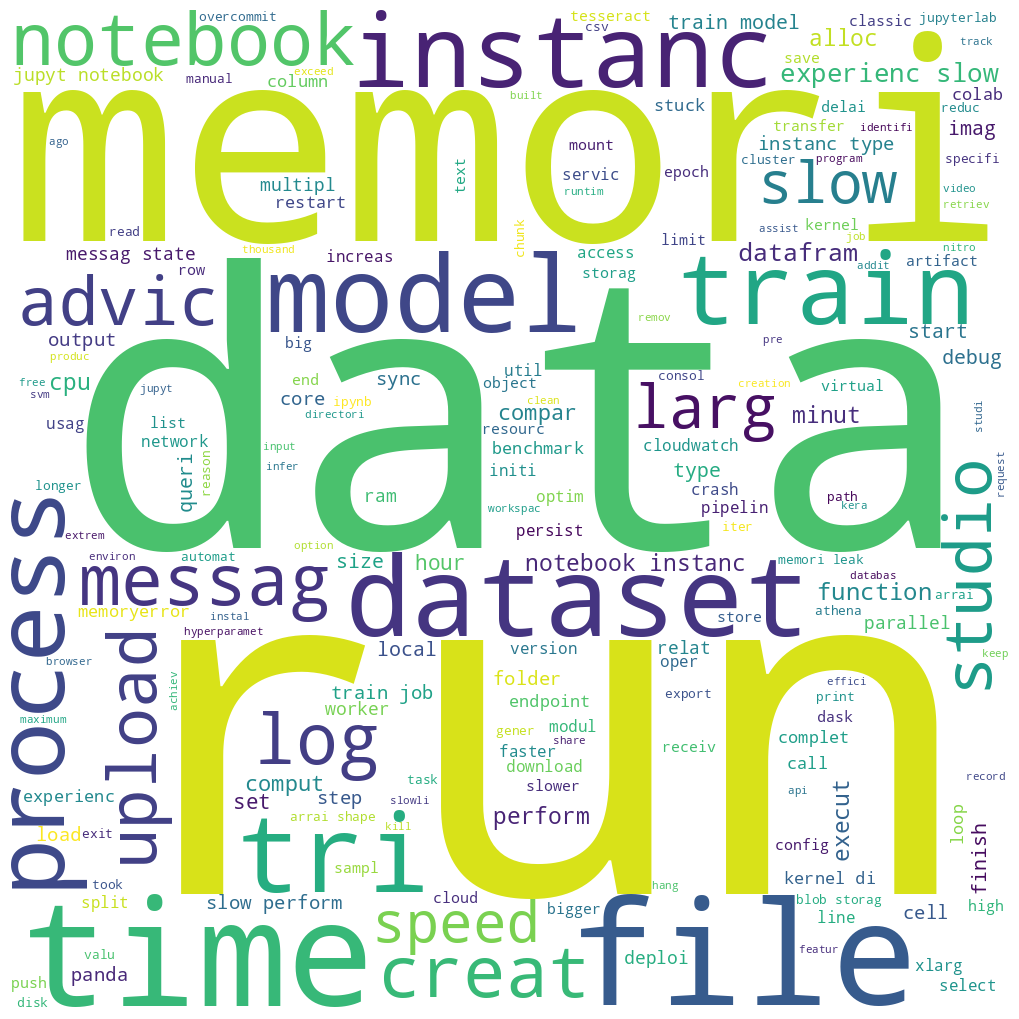 overcommit
notebook
instanc
tesseract
csv
train model
classic
jupyterlab
alloc
track
save
jupyt notebook
manual
column
exceed
experienc slow
memori
built
stuck
delai
colab
reduc
transfer
identifi
imag
ago
mount
instanc type
cluster
program
specifi
text
servic
epoch
slow
multipl
runtim
video
restart
retriev
read
assist
kernel
limit
job
messag state
thousand
chunk
access
datafram
nitro
artifact
row
increas
storag
addit
advic
model
train
data
remov
output
big
pre
start
produc
debug
free
cpu
svm
jupyt
end
ipynb
sync
util
object
consol
creation
virtual
core
clean
larg
minut
usag
list
directori
compar
resourc
studi
network
input
benchmark
cloudwatch
queri
reason
infer
initi
type
longer
ram
workspac
optim
crash
path
request
persist
pipelin
kera
iter
extrem
process
option
studio
environ
automat
size
hour
notebook instanc
memori leak
messag
dataset
databas
function
arrai
memoryerror
instal
athena
store
parallel
upload
hyperparamet
run
local
version
relat
keep
browser
oper
folder
effici
achiev
train job
endpoint
export
print
maximum
worker
dask
log
gener
modul
share
complet
faster
receiv
download
call
comput
task
slower
record
experienc
set
step
slowli
api
execut
loop
arrai shape
perform
load
exit
kill
config
finish
tri
sampl
took
hang
kernel di
split
slow perform
cloud
blob storag
high
time
speed
bigger
file
line
cell
valu
featur
panda
creat
deploi
xlarg
push
select
disk